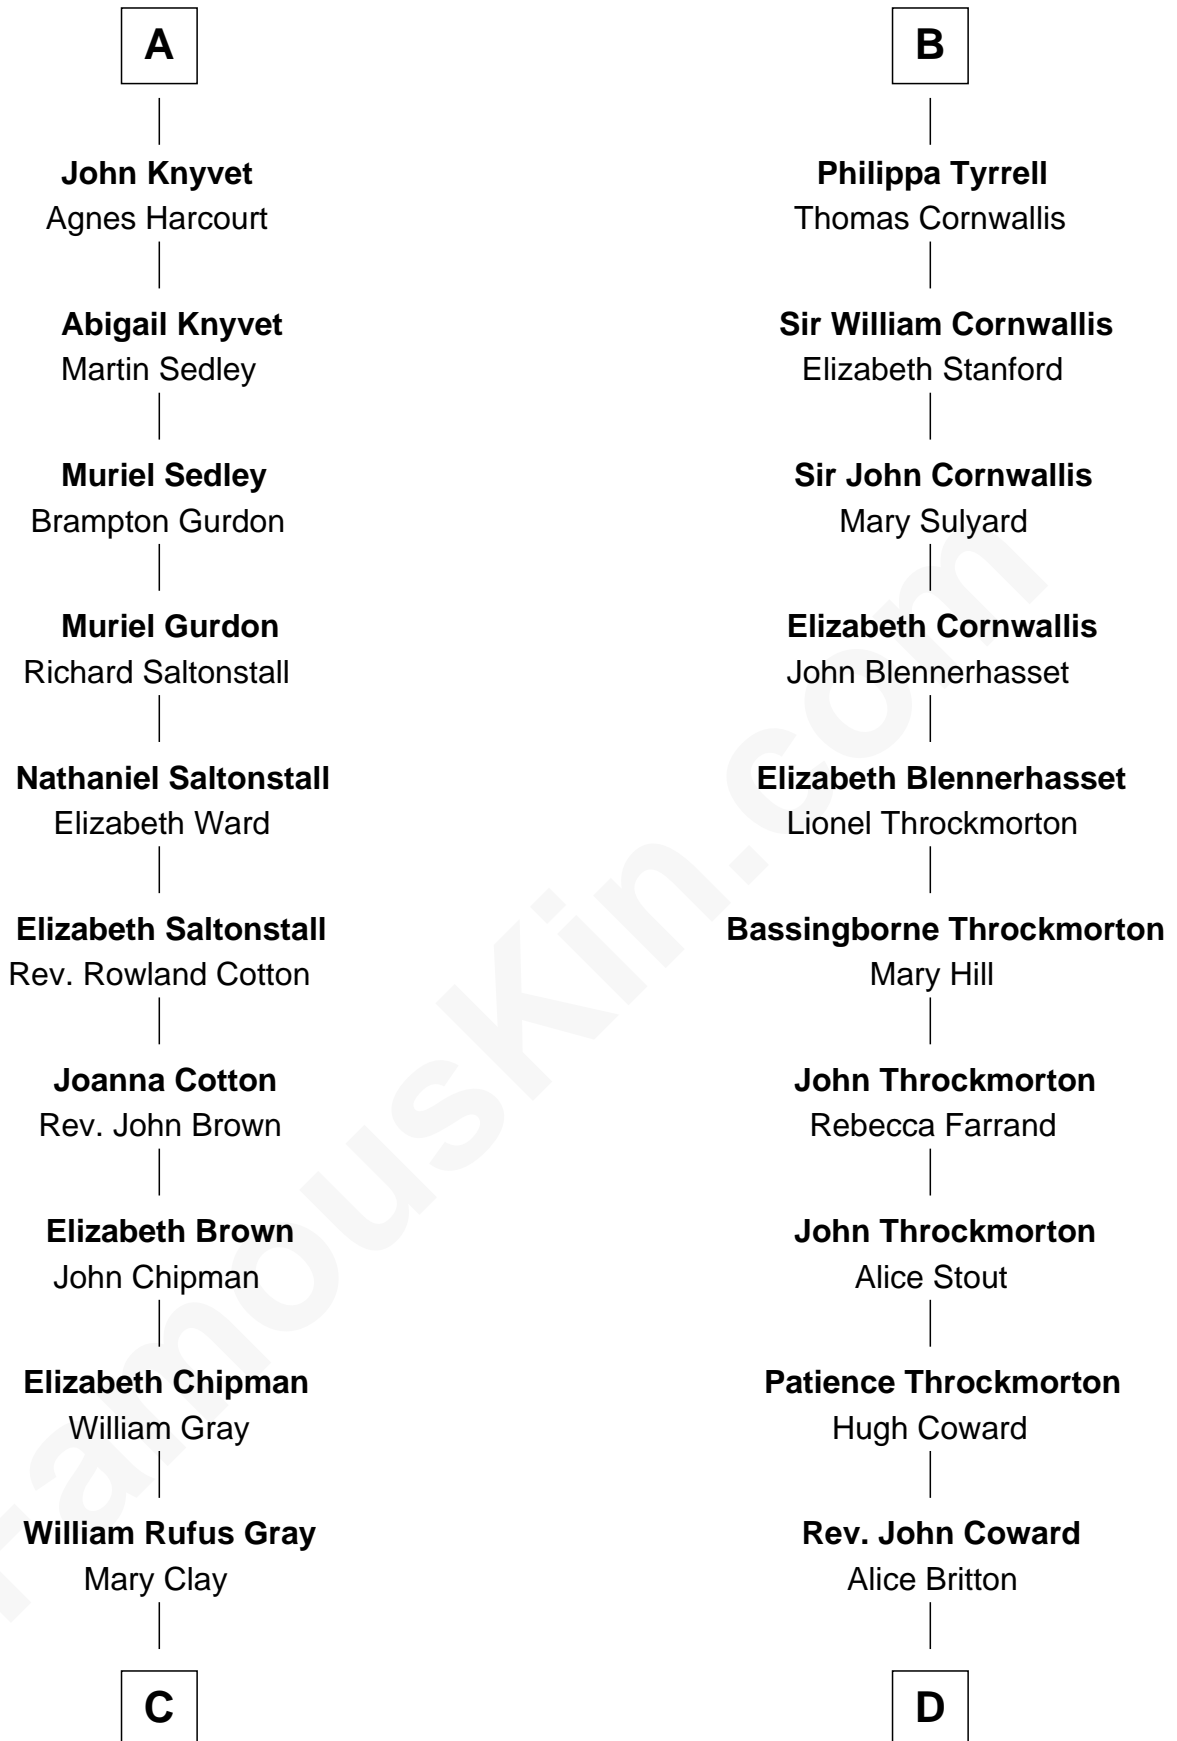 A
John Knyvet
Agnes Harcourt
Abigail Knyvet
Martin Sedley
Muriel Sedley
Brampton Gurdon
Muriel Gurdon
Richard Saltonstall
Nathaniel Saltonstall
Elizabeth Ward
Elizabeth Saltonstall
Rev. Rowland Cotton
Joanna Cotton
Rev. John Brown
Elizabeth Brown
John Chipman
Elizabeth Chipman
William Gray
William Rufus Gray
Mary Clay
C
B
Philippa Tyrrell
Thomas Cornwallis
Sir William Cornwallis
Elizabeth Stanford
Sir John Cornwallis
Mary Sulyard
Elizabeth Cornwallis
John Blennerhasset
Elizabeth Blennerhasset
Lionel Throckmorton
Bassingborne Throckmorton
Mary Hill
John Throckmorton
Rebecca Farrand
John Throckmorton
Alice Stout
Patience Throckmorton
Hugh Coward
Rev. John Coward
Alice Britton
D
FamousKin.com